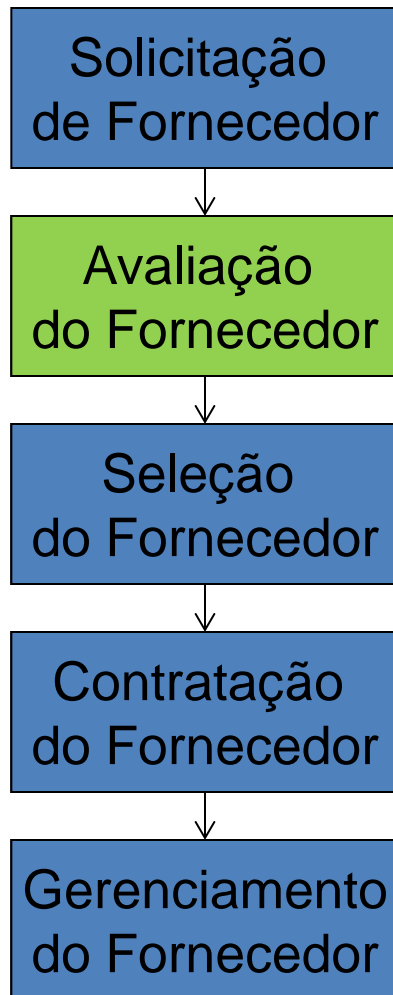 Solicitação
de Fornecedor
Avaliação
do Fornecedor
Seleção
do Fornecedor
Contratação
do Fornecedor
Gerenciamento
do Fornecedor